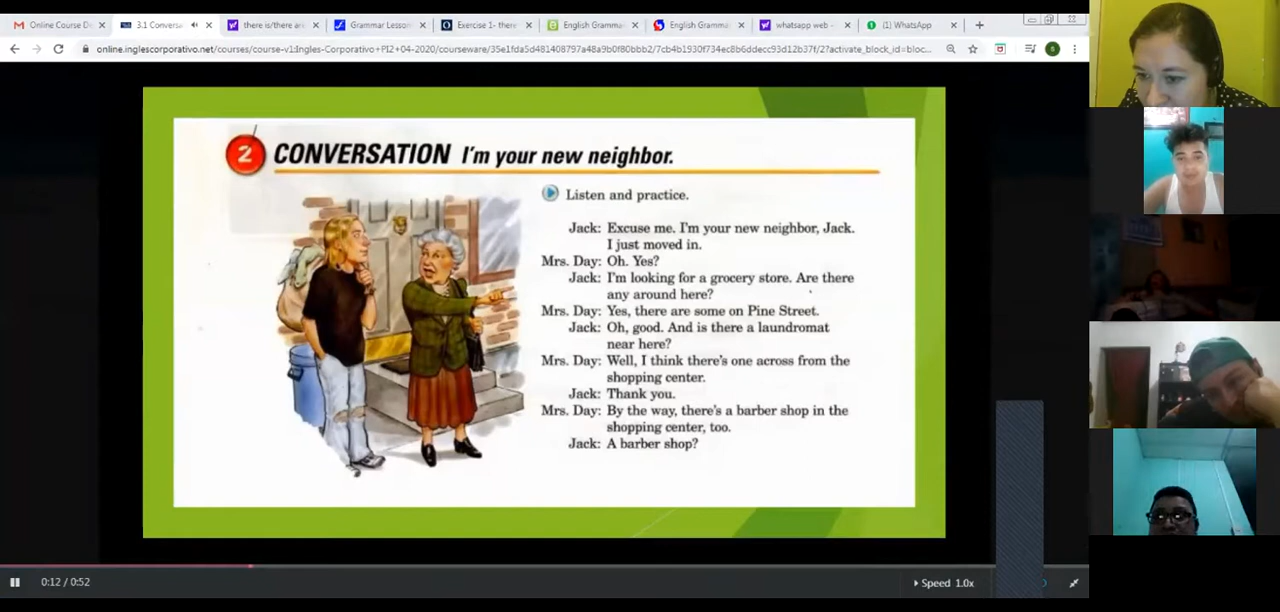 Online Course De
3.1 Conversa
there is/there are
Grammar Lesson
Exercise 1- there
English Gramma
English Gramma
whatsapp web -
(1) WhatsApp
online.inglescorporativo.net/courses/course-v1:Ingles-Corporativo+PI2+04-2020/courseware/
2 CONVERSATION I'm your new neighbor.
Listen and practice.
Jack: Excuse me. I'm your new neighbor, Jack.
I just moved in.
Mrs. Day: Oh. Yes?
Jack: I'm looking for a grocery store. Are there
any around here?
Mrs. Day: Yes, there are some on Pine Street.
Jack: Oh, good. And is there a laundromat
near here?
Mrs. Day: Well, I think there's one across from the
shopping center.
Jack: Thank you.
Mrs. Day: By the way, there's a barber shop in the
shopping center, too.
Jack: A barber shop?
0:12 / 0:52
Speed 1.0x